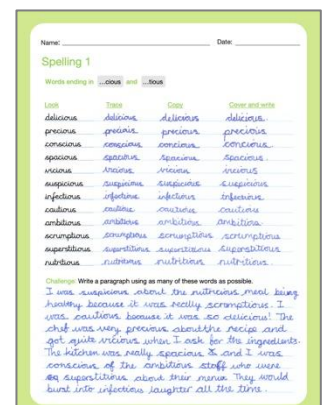 Name: Date:
Spelling 1
Words ending in ...cious and ...tious
Look Trace Copy Cover and write
delicious delicious delicious delicious.
precious precious precious precious
conscious conscious concious concious.
spacious spacious spacious spacious.
vicious vicious vicious vicious
suspicious suspicious suspicious suspicious
infectious infectious infectious infectious.
cautious cautious cautious cautiou
ambitious ambitious ambitious ambitious.
scrumptious scrumptious scrumptious scrumptious
superstitious superstitious superstitious superstitious
nutritious nutritious nutritious nutritious
Challenge Write a paragraph using as many of these words as possible.
I was suspicious about the nutricious meal being
healthy because it was really scromptious. I
was cautious because it was so delicious! The
chef was very precious about the recipe and
got quite vicious when I ask for the ingredients.
The kitchen was really spacious & and I was
conscious of the ambitious staff who were
superstitious about their menu. They would
burst into infectious laughter all the time.